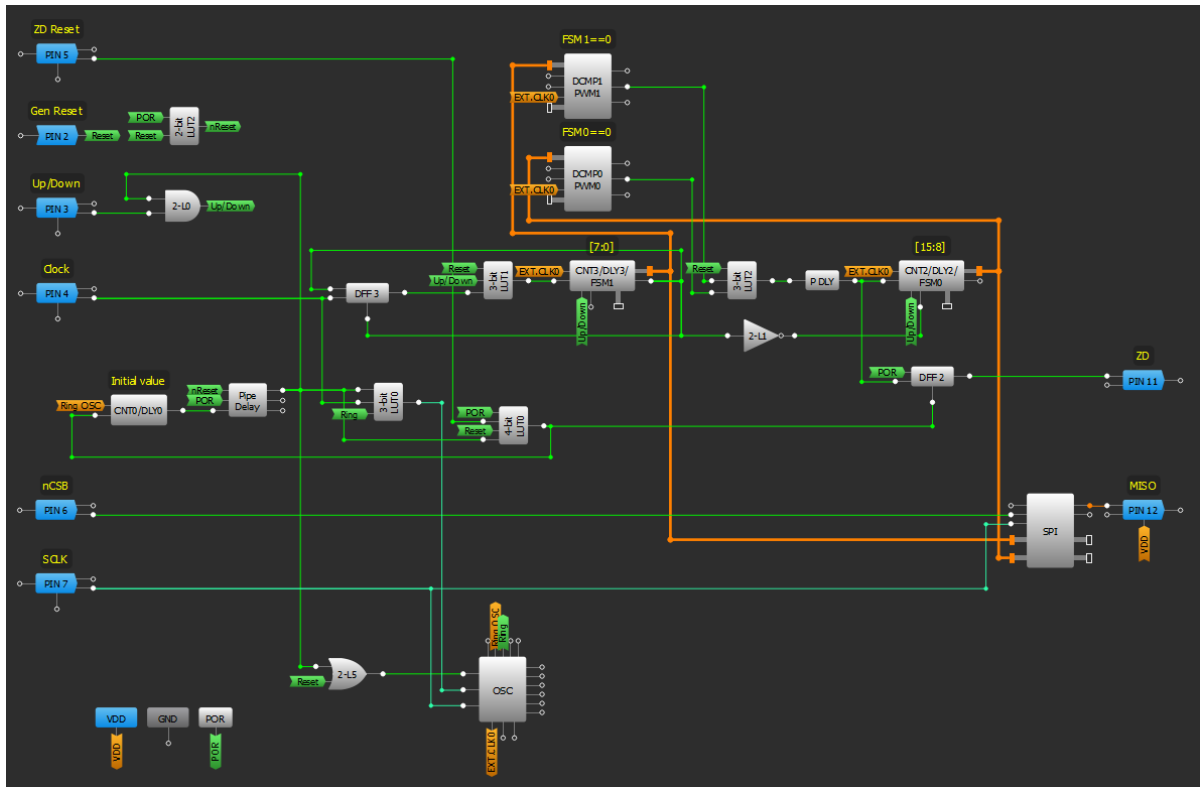 ZD Reset
PIN 5
Gen Reset
PIN 2
Reset
POR
Reset
2-bit
LUT2
nReset
Up/Down
PIN 3
2-L0
Up/Down
Clock
PIN 4
FSM1==0
DCMP1
PWM1
EXT.CLK0
FSM0==0
DCMP0
PWM0
EXT.CLK0
[7:0]
[15:8]
DFF 3
Reset
Up/Down
3-bit
LUT1
EXT.CLK0
CNT3/DLY3/
FSM1
Up/Down
Reset
3-bit
LUT2
P DLY
EXT.CLK0
CNT2/DLY2/
FSM0
Up/Down
2-L1
Initial value
Ring OSC
CNT0/DLY0
nReset
POR
Pipe
Delay
3-bit
LUT0
Ring
POR
Reset
4-bit
LUT0
POR
DFF 2
ZD
PIN 11
nCSB
PIN 6
SCLK
PIN 7
SPI
MISO
PIN 12
VDD
Reset
2-L5
Ring OSC
Ring
OSC
EXT.CLK0
VDD
GND
POR
VDD
POR